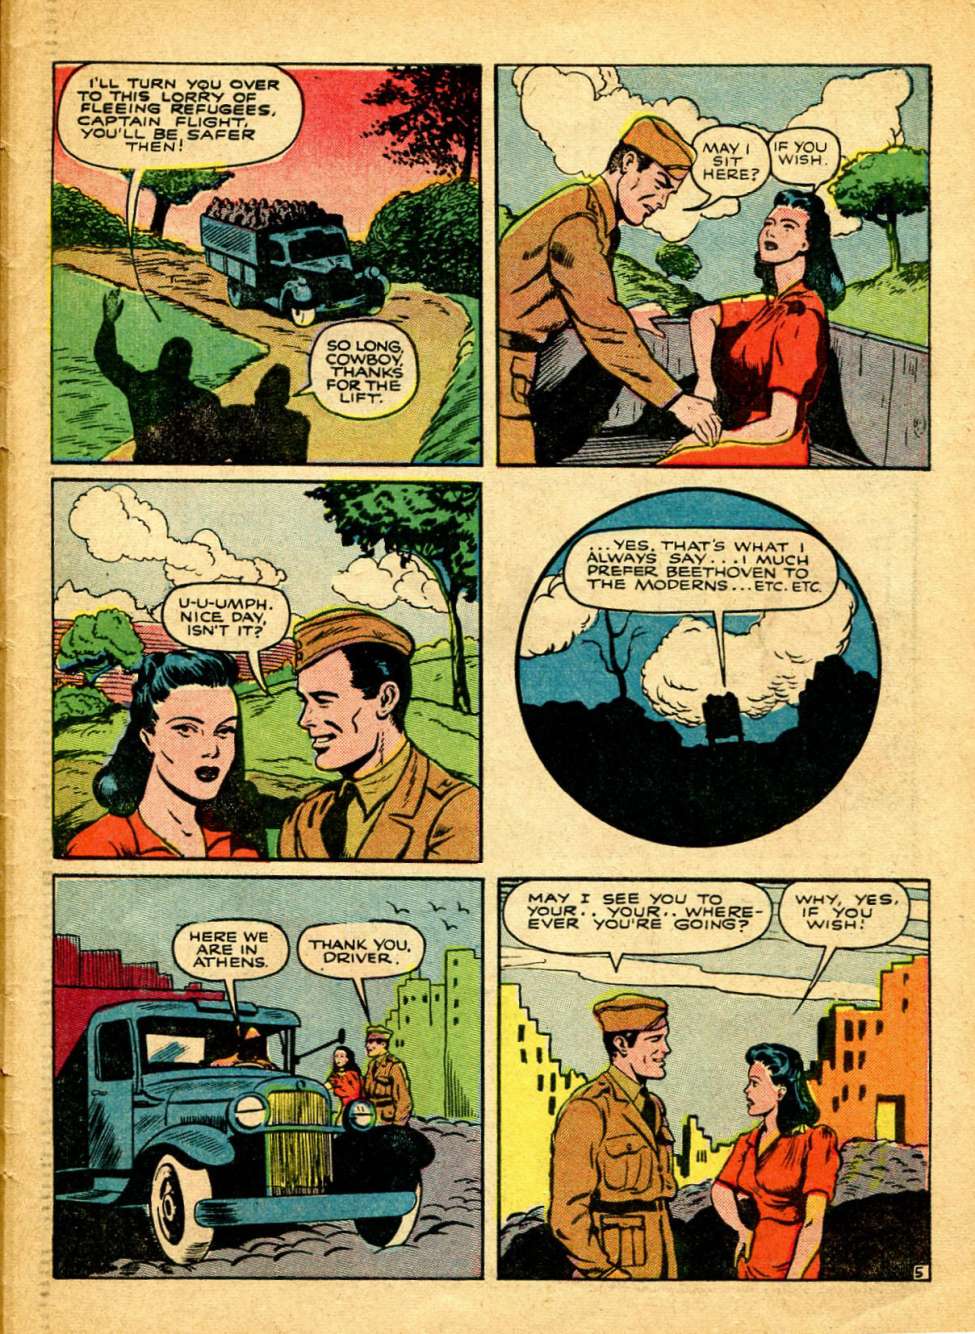 I'LL TURN YOU OVER
TO THIS LORRY OF
FLEEING REFUGEES,
CAPTAIN FLIGHT,
YOU'LL BE SAFER
THEN!
SO LONG,
COWBOY,
THANKS
FOR THE
LIFT.
MAY I
SIT
HERE?
IF YOU
WISH.
U-U-UMPH.
NICE DAY,
ISN'T IT?
...YES, THAT'S WHAT I
ALWAYS SAY...I MUCH
PREFER BEETHOVEN TO
THE MODERNS...ETC. ETC.
HERE WE
ARE IN
ATHENS.
THANK YOU,
DRIVER.
MAY I SEE YOU TO
YOUR.. YOUR.. WHERE-
EVER YOU'RE GOING?
WHY, YES,
IF YOU
WISH!
5